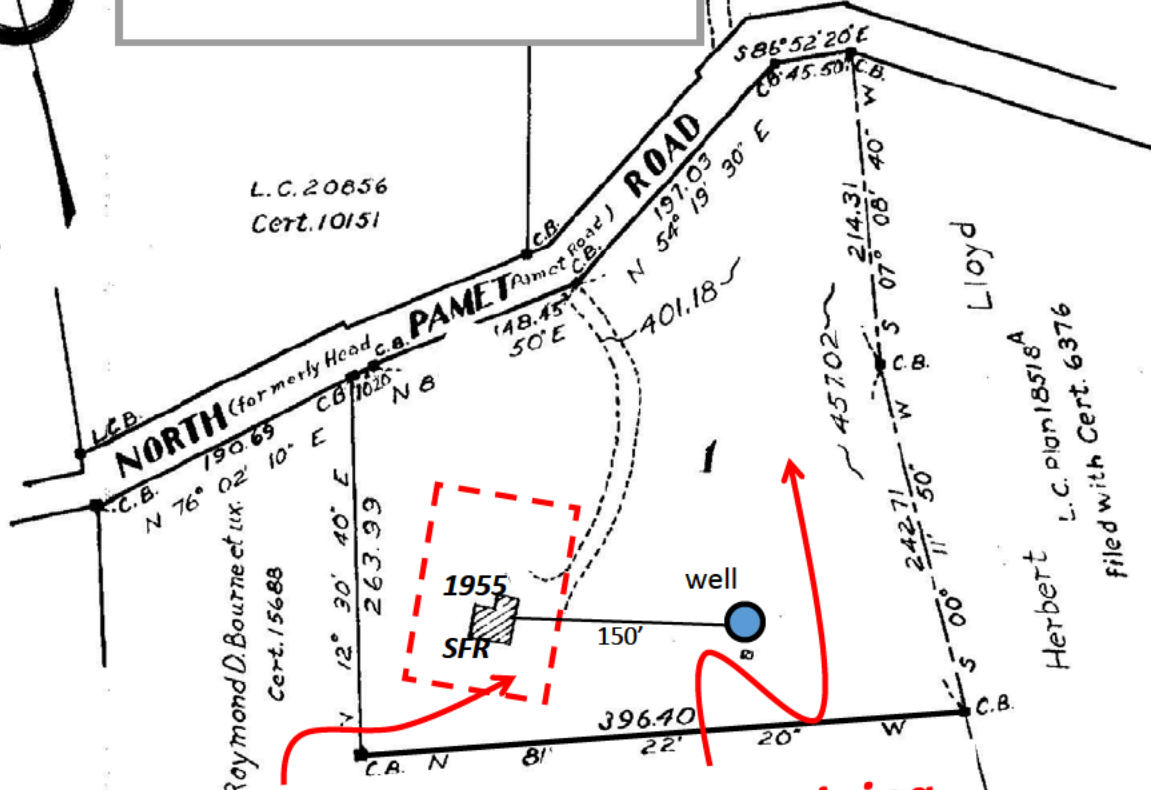 S 86° 52' 20" E
45.50
C.B.
C.B.
L.C. 20856
Cert. 10151
NORTH (formerly Head Pamet Road)
PAMET ROAD
C.B.
C.B.
197.03
N 54° 19' 30" E
W
214.31
S 07° 08' 40"
Lloyd
148.45
50" E
401.18
457.02
C.B.
C.B.
C.B.
10.20
N 8
L.C.B.
C.B.
190.69
N 76° 02' 10" E
1
C.B.
W
242.71
S 00° 11' 50"
Herbert
L.C. plan 18518 A
filed with Cert. 6376
Raymond D. Bourne et ux.
Cert. 15688
N 12° 30' 40" E
263.99
1955
SFR
well
150'
396.40
N 81° 22' 20" W
C.B.
C.B.